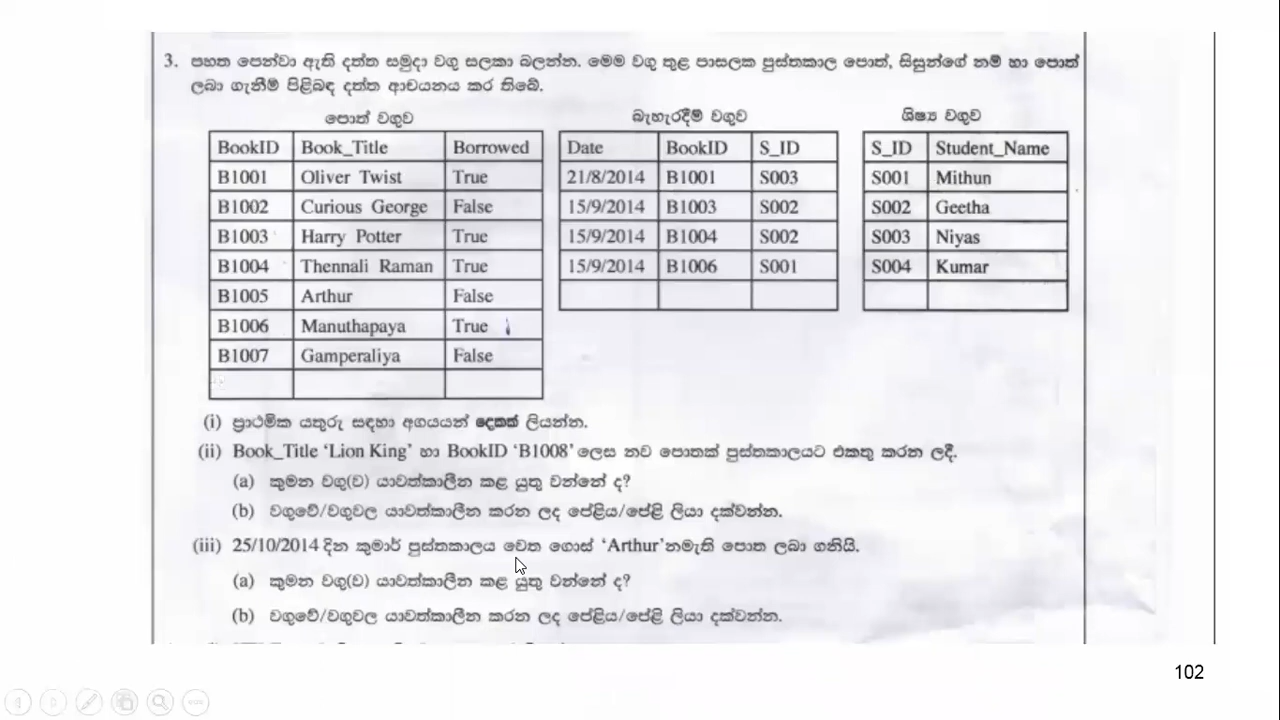 3. පහත පෙන්වා ඇති දත්ත සමුදා වගු සලකා බලන්න. මෙම වගු තුළ පාසලක පුස්තකාල පොත්, සිසුන්ගේ නම් හා පොත්
ලබා ගැනීම් පිළිබඳ දත්ත ආචයනය කර තිබේ.
පොත් වගුව
BookID Book_Title Borrowed
B1001 Oliver Twist True
B1002 Curious George False
B1003 Harry Potter True
B1004 Thennali Raman True
B1005 Arthur False
B1006 Manuthapaya True
B1007 Gamperaliya False
බැහැරදීම් වගුව
Date BookID S_ID
21/8/2014 B1001 S003
15/9/2014 B1003 S002
15/9/2014 B1004 S002
15/9/2014 B1006 S001
ශිෂ්‍ය වගුව
S_ID Student_Name
S001 Mithun
S002 Geetha
S003 Niyas
S004 Kumar
(i) ප්‍රාථමික යතුරු සඳහා අගයයන් දෙකක් ලියන්න.
(ii) Book_Title ‘Lion King’ හා BookID ‘B1008’ ලෙස නව පොතක් පුස්තකාලයට එකතු කරන ලදී.
(a) කුමන වගු(ව) යාවත්කාලීන කළ යුතු වන්නේ ද?
(b) වගුවේ/වගුවල යාවත්කාලීන කරන ලද පේළිය/පේළි ලියා දක්වන්න.
(iii) 25/10/2014 දින කුමාර් පුස්තකාලය වෙත ගොස් ‘Arthur’ නමැති පොත ලබා ගනියි.
(a) කුමන වගු(ව) යාවත්කාලීන කළ යුතු වන්නේ ද?
(b) වගුවේ/වගුවල යාවත්කාලීන කරන ලද පේළිය/පේළි ලියා දක්වන්න.
102